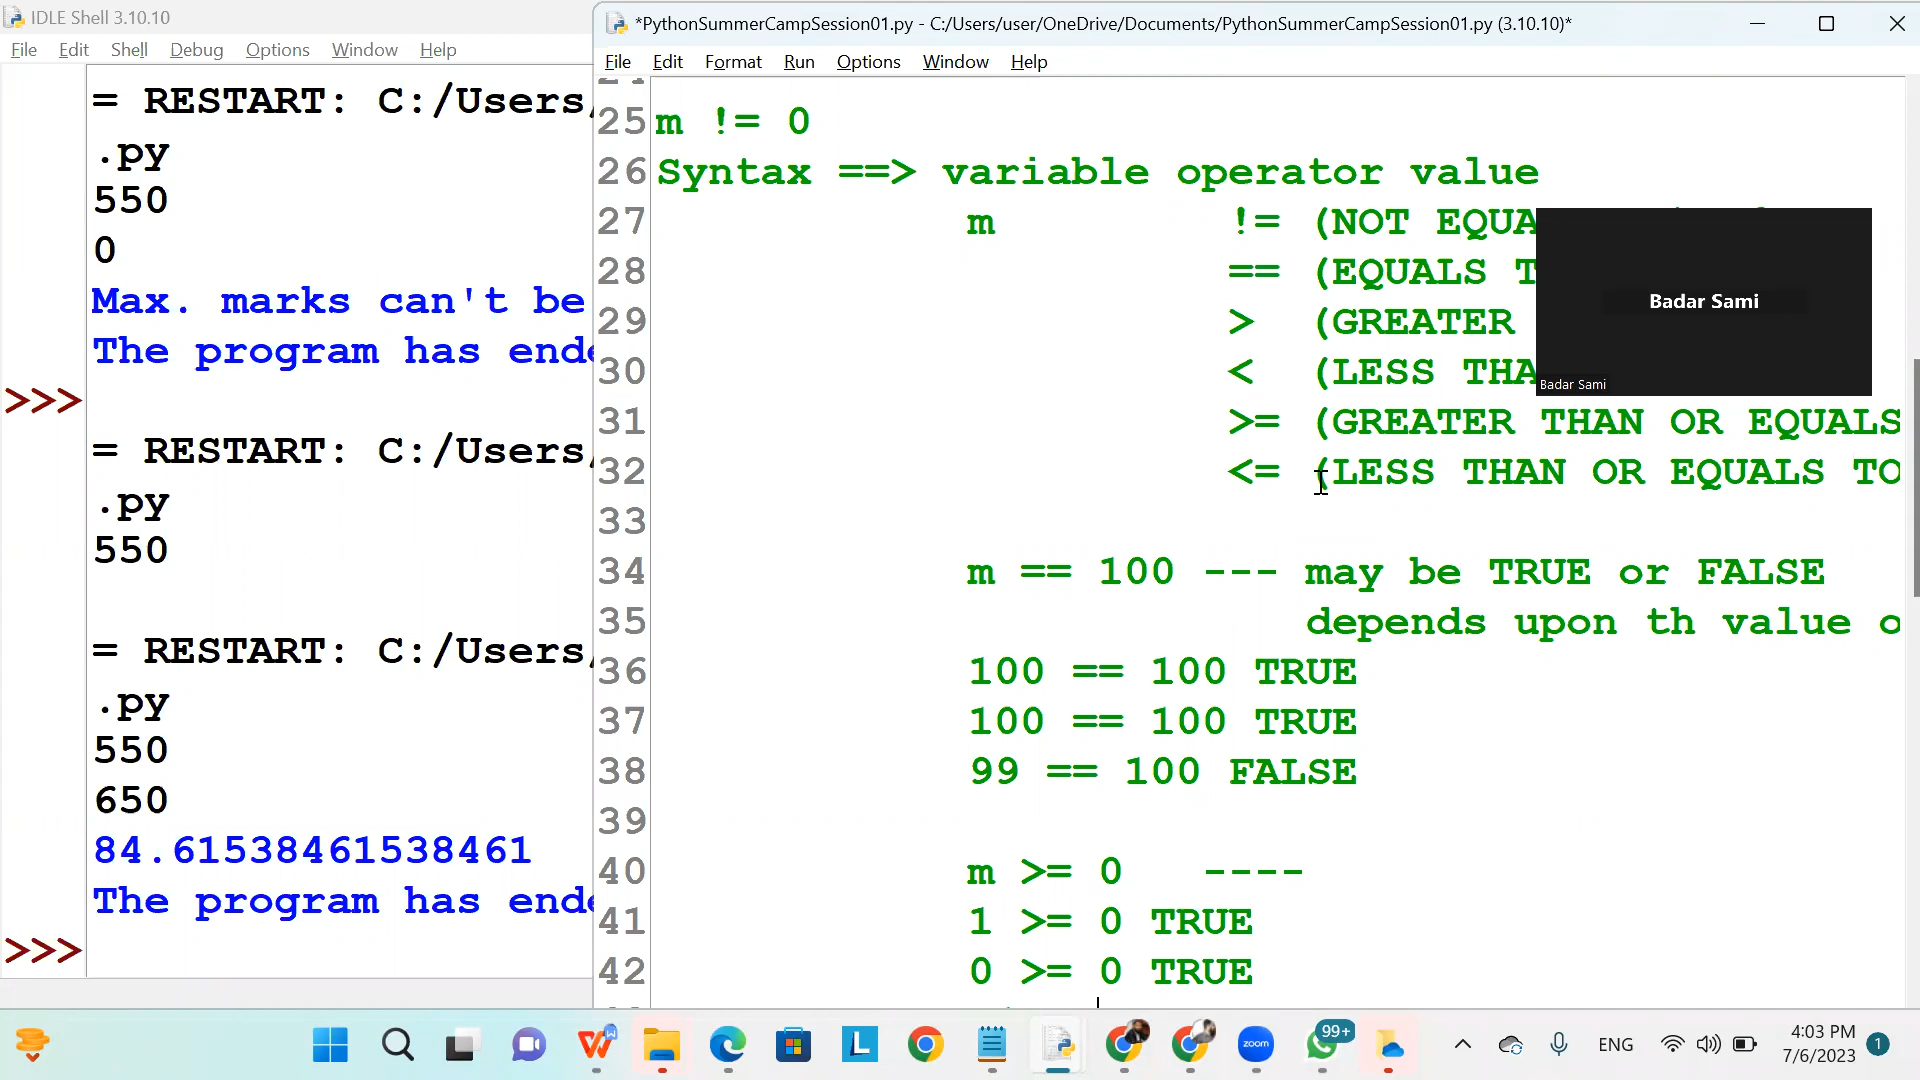 IDLE Shell 3.10.10
File Edit Shell Debug Options Window Help
= RESTART: C:/Users/
.py
550
0
Max. marks can't be
The program has ende
>>>
= RESTART: C:/Users/
.py
550
= RESTART: C:/Users/
.py
550
650
84.61538461538461
The program has ende
>>>
*PythonSummerCampSession01.py - C:/Users/user/OneDrive/Documents/PythonSummerCampSession01.py (3.10.10)*
File Edit Format Run Options Window Help
25 m != 0
26 Syntax ==> variable operator value
27 m != (NOT EQUA
28 == (EQUALS T
29 > (GREATER
30 < (LESS THA
31 >= (GREATER THAN OR EQUALS
32 <= (LESS THAN OR EQUALS TO
33
34 m == 100 --- may be TRUE or FALSE
35 depends upon th value o
36 100 == 100 TRUE
37 100 == 100 TRUE
38 99 == 100 FALSE
39
40 m >= 0 ----
41 1 >= 0 TRUE
42 0 >= 0 TRUE
Badar Sami
Badar Sami
W
L
zoom
99+
ENG
4:03 PM
7/6/2023
1